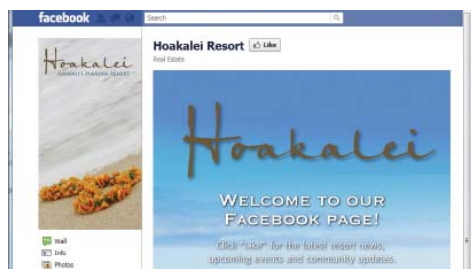 facebook
Search
Hoakalei
HAWAII'S MARINA RESORT
Hoakalei Resort
Like
Real Estate
Hoakalei
WELCOME TO OUR
FACEBOOK PAGE!
Click "Like" for the latest resort news,
upcoming events and community updates.
Wall
Info
Photos